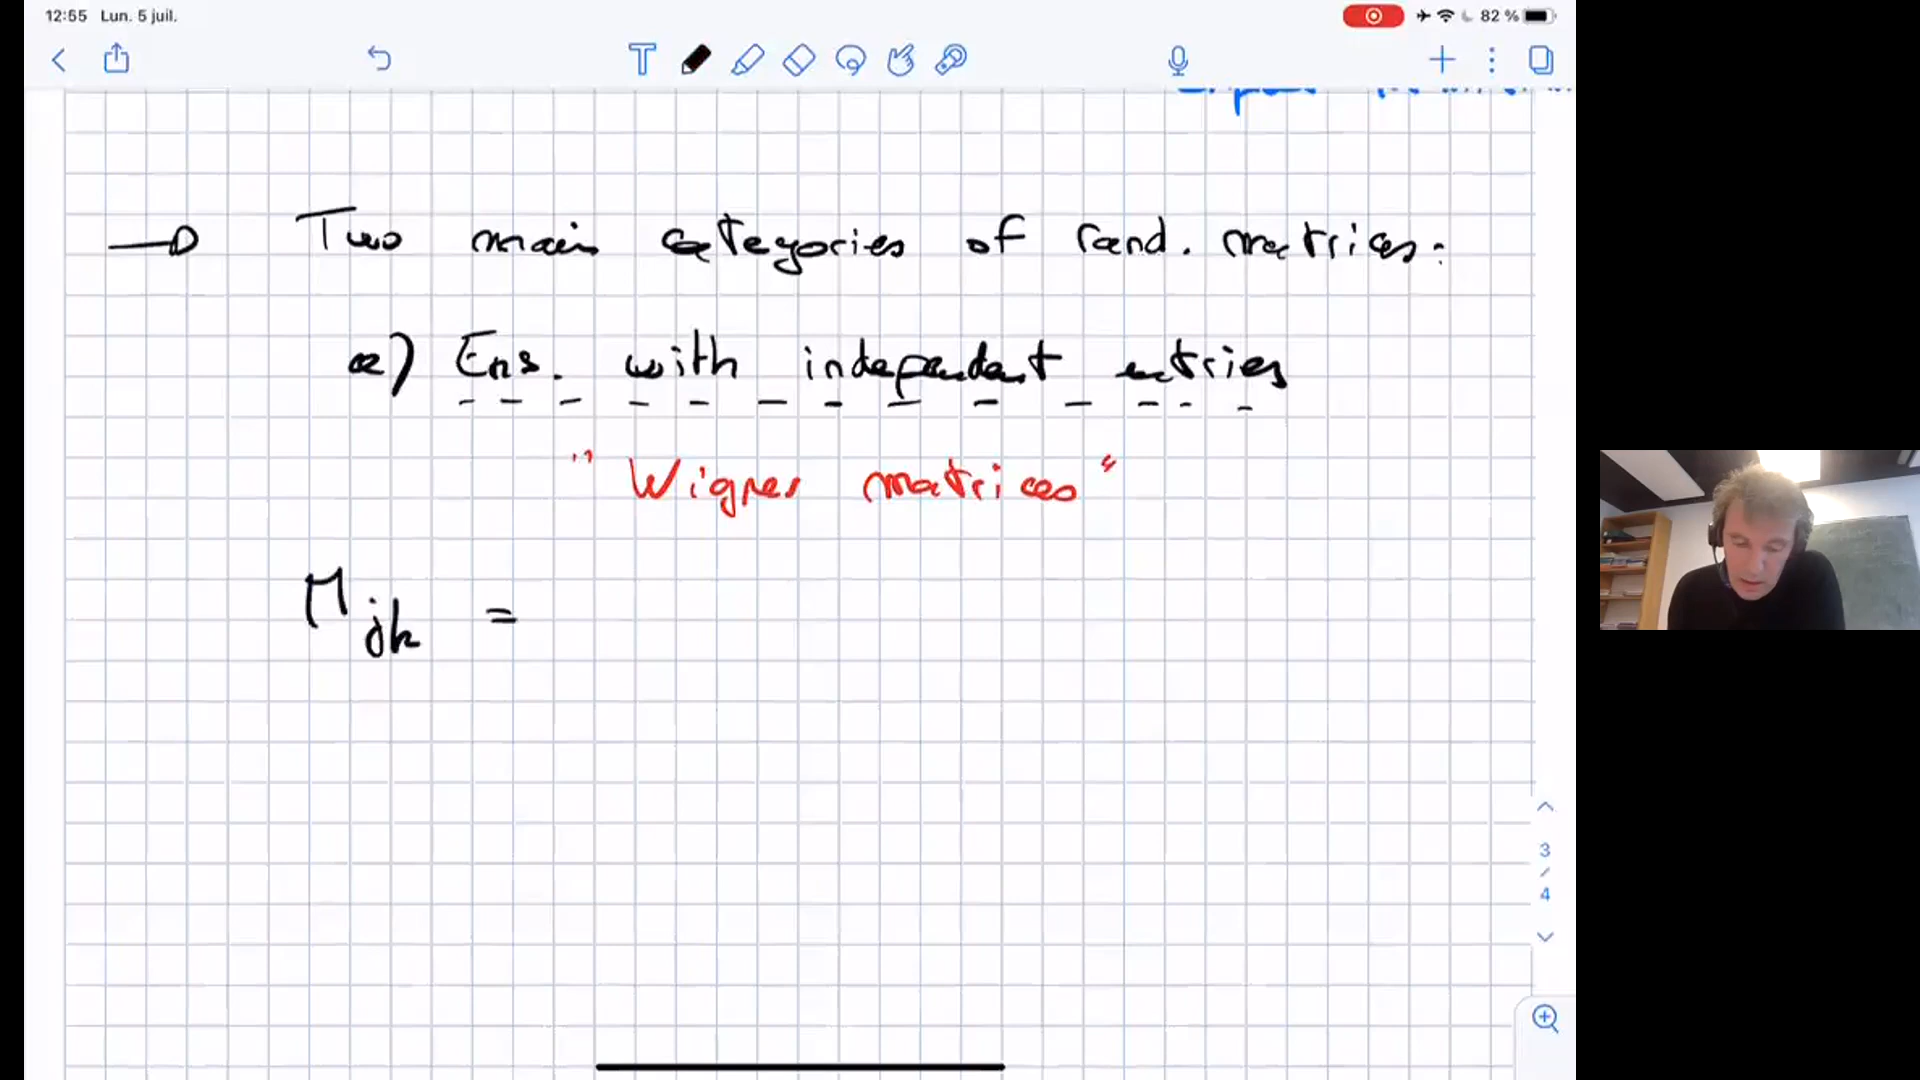 12:55 Lun. 5 juil.
82 %
Two main categories of rand. matrices:
a) Ens. with independent entries
"Wigner matrices"
M jk =
3
/
4